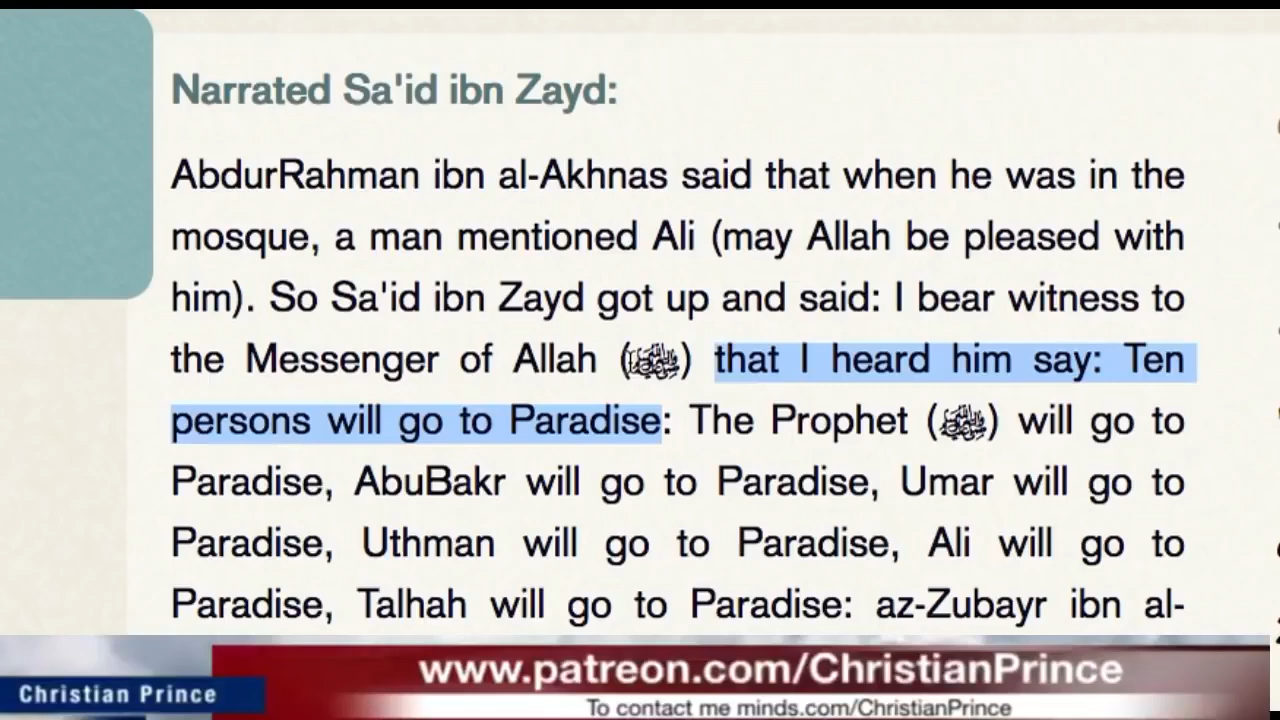 Narrated Sa'id ibn Zayd:
AbdurRahman ibn al-Akhnas said that when he was in the
mosque, a man mentioned Ali (may Allah be pleased with
him). So Sa'id ibn Zayd got up and said: I bear witness to
the Messenger of Allah (ﷺ) that I heard him say: Ten
persons will go to Paradise: The Prophet (ﷺ) will go to
Paradise, AbuBakr will go to Paradise, Umar will go to
Paradise, Uthman will go to Paradise, Ali will go to
Paradise, Talhah will go to Paradise: az-Zubayr ibn al-
www.patreon.com/ChristianPrince
Christian Prince
To contact me minds.com/ChristianPrince